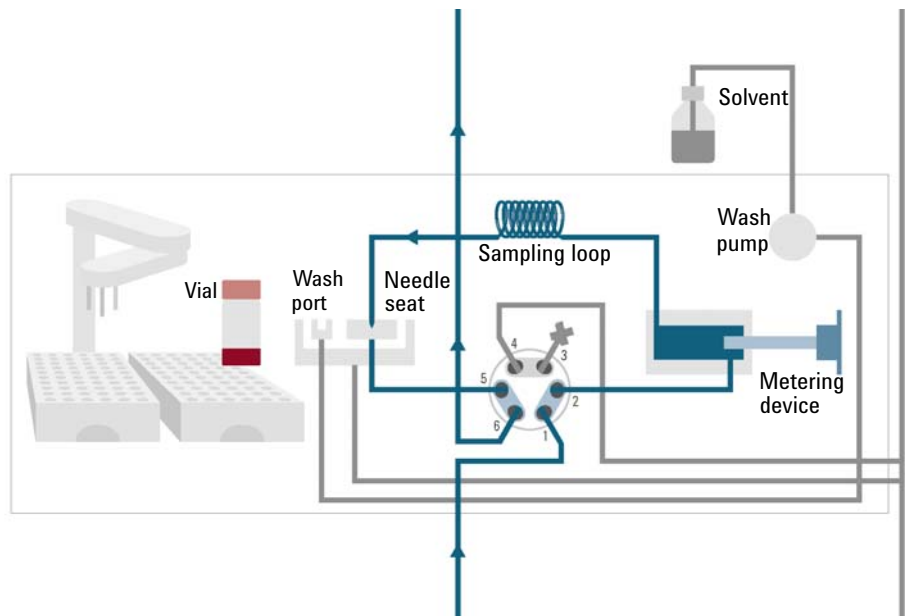 Solvent
Wash
pump
Sampling loop
Vial
Wash
port
Needle
seat
4
3
5
2
6
1
Metering
device